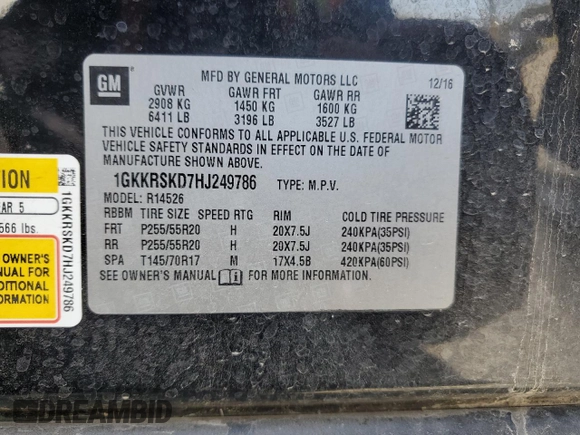 GM
MFD BY GENERAL MOTORS LLC
12/16
GVWR GAWR FRT GAWR RR
2908 KG 1450 KG 1600 KG
6411 LB 3196 LB 3527 LB
THIS VEHICLE CONFORMS TO ALL APPLICABLE U.S. FEDERAL MOTOR
VEHICLE SAFETY STANDARDS IN EFFECT ON THE DATE OF
MANUFACTURE SHOWN ABOVE.
1GKKRSKD7HJ249786 TYPE: M.P.V.
MODEL: R14526
RBBM TIRE SIZE SPEED RTG RIM COLD TIRE PRESSURE
FRT P255/55R20 H 20X7.5J 240KPA(35PSI)
RR P255/55R20 H 20X7.5J 240KPA(35PSI)
SPA T145/70R17 M 17X4.5B 420KPA(60PSI)
SEE OWNER'S MANUAL FOR MORE INFORMATION.
ION
AR 5
566 lbs.
OWNER'S
ANUAL FOR
DITIONAL
ORMATION
1GKKRSKD7HJ249786
DREAMBID